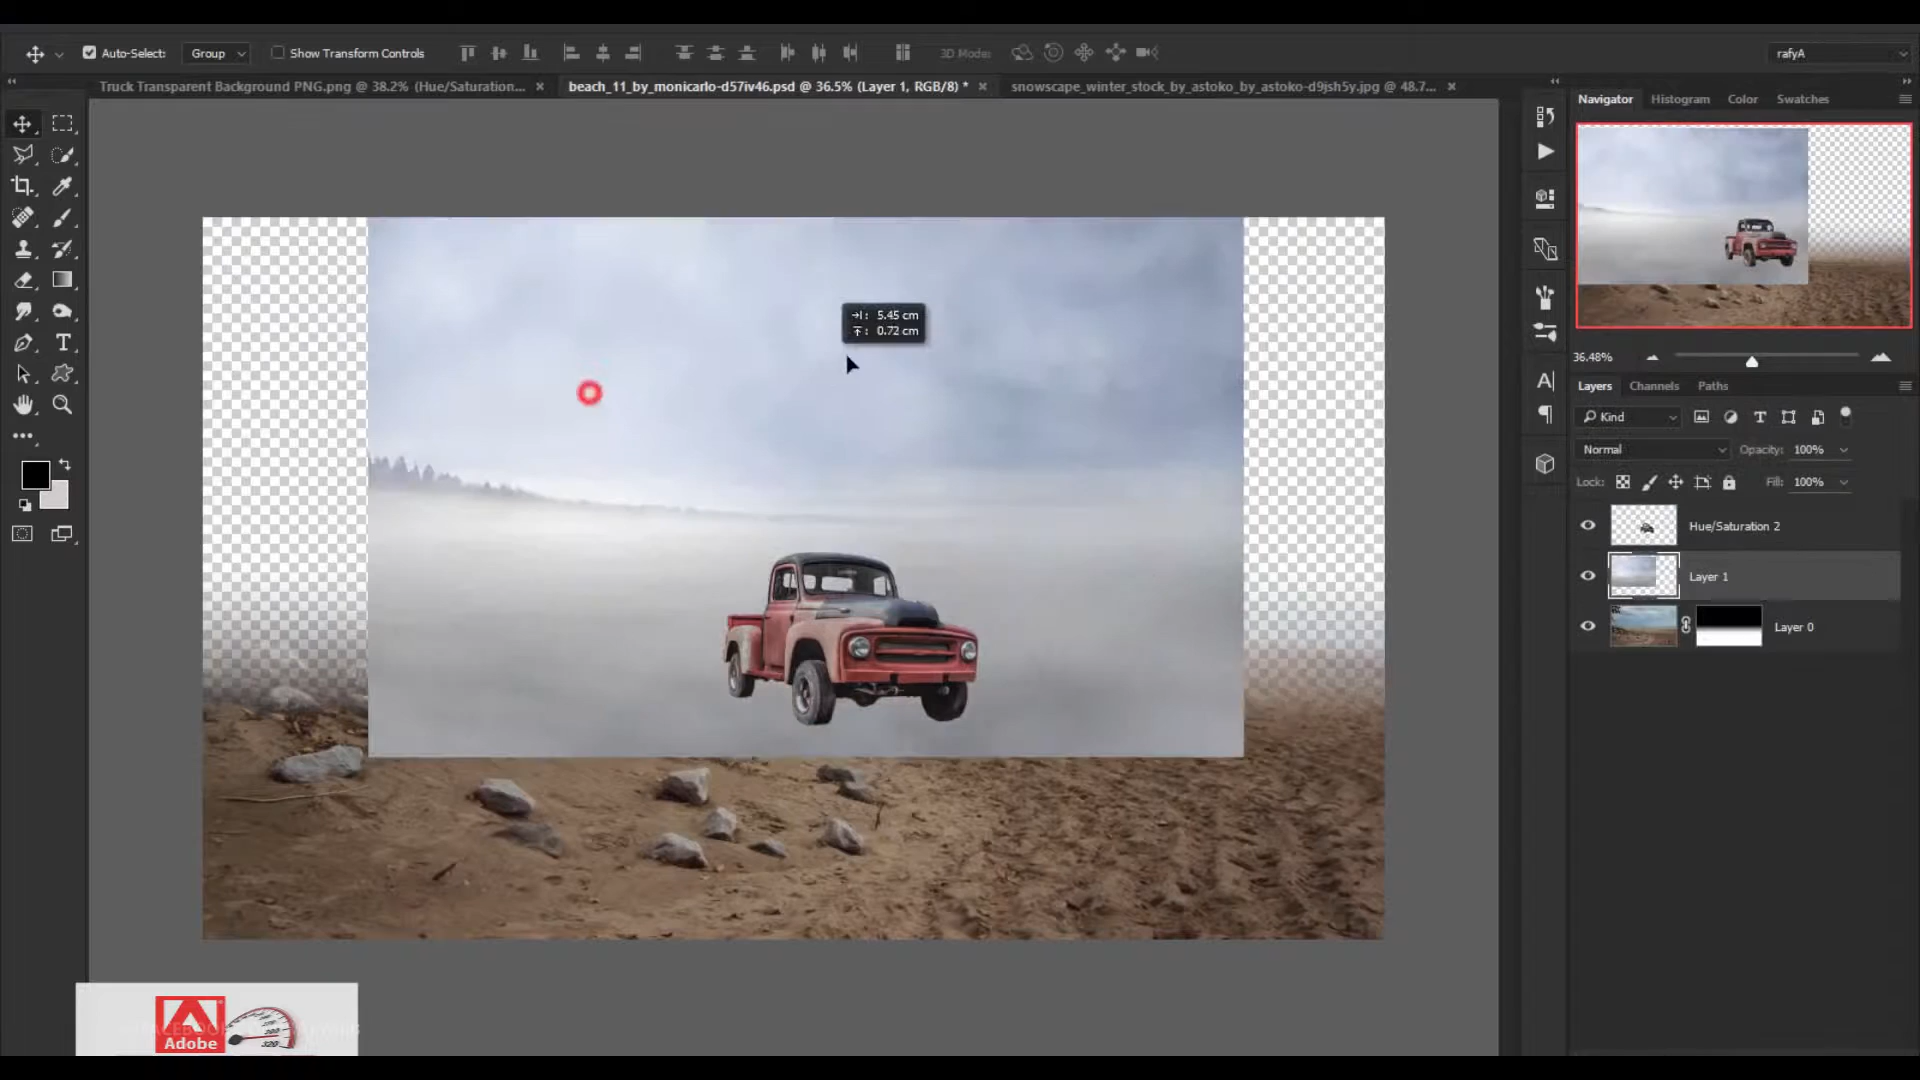 Auto-Select: Group Show Transform Controls 3D Mode: rafyA
Truck Transparent Background PNG.png @ 38.2% (Hue/Saturation... × beach_11_by_monicarlo-d57iv46.psd @ 36.5% (Layer 1, RGB/8) * × snowscape_winter_stock_by_astoko_by_astoko-d9jsh5y.jpg @ 48.7... ×
Navigator Histogram Color Swatches
5.45 cm
0.72 cm
36.48%
Layers Channels Paths
Kind
Normal Opacity: 100%
Lock: Fill: 100%
Hue/Saturation 2
Layer 1
Layer 0
Adobe
320